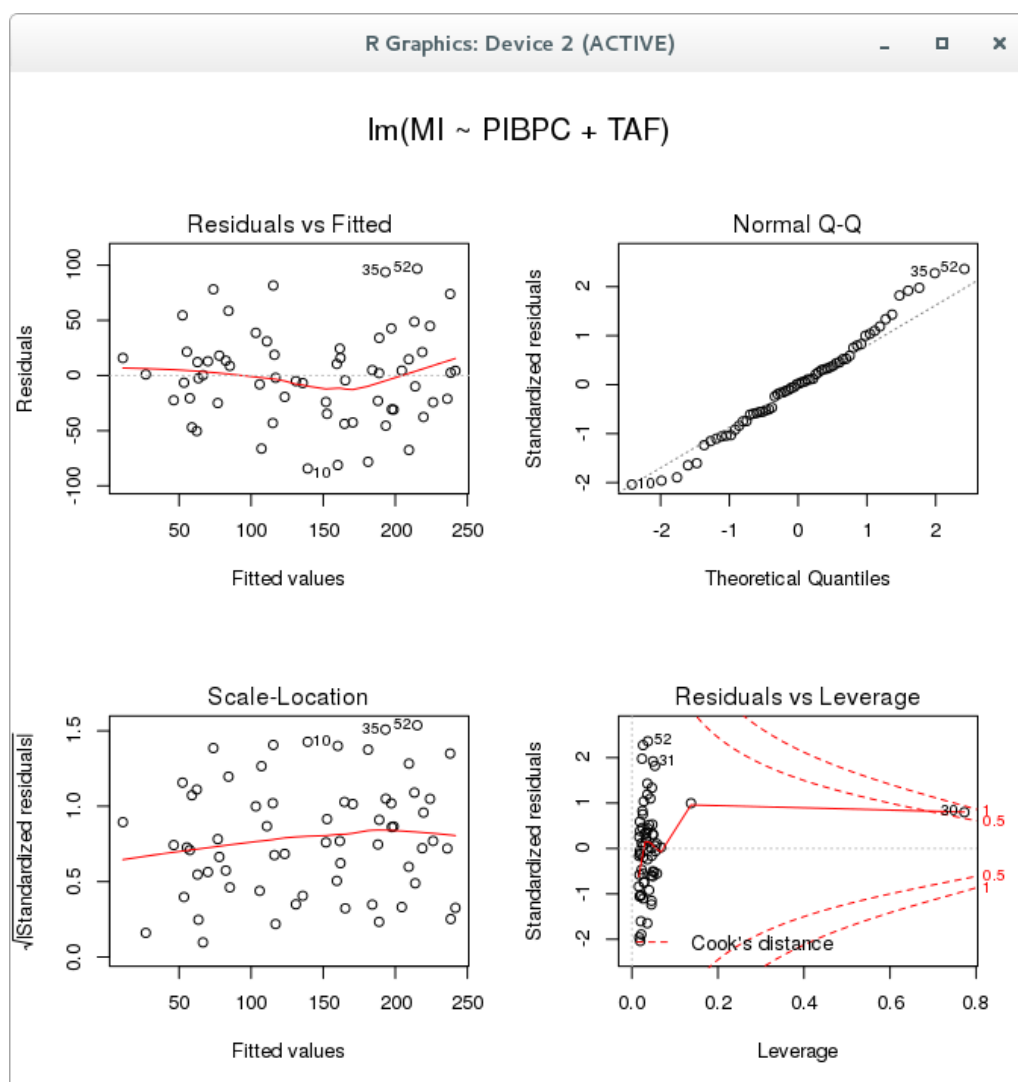 R Graphics: Device 2 (ACTIVE)
lm(MI ~ PIBPC + TAF)
Residuals vs Fitted
Residuals
-100 -50 0 50 100
35 52
10
50 100 150 200 250
Fitted values
Normal Q-Q
Standardized residuals
-2 -1 0 1 2
35 52
10
-2 -1 0 1 2
Theoretical Quantiles
Scale-Location
√|Standardized residuals|
0.0 0.5 1.0 1.5
10 35 52
50 100 150 200 250
Fitted values
Residuals vs Leverage
Standardized residuals
-2 -1 0 1 2
52
31
30
1
0.5
0.5
1
Cook's distance
0.0 0.2 0.4 0.6 0.8
Leverage